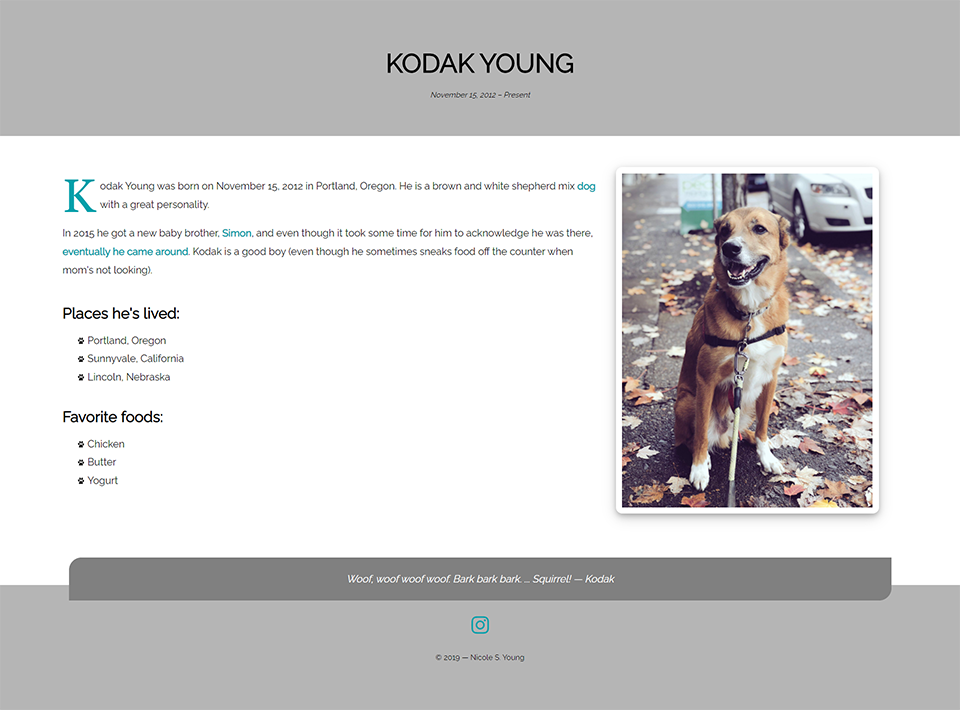 KODAK YOUNG
November 15, 2012 – Present
Kodak Young was born on November 15, 2012 in Portland, Oregon. He is a brown and white shepherd mix dog
with a great personality.
In 2015 he got a new baby brother, Simon, and even though it took some time for him to acknowledge he was there,
eventually he came around. Kodak is a good boy (even though he sometimes sneaks food off the counter when
mom's not looking).
Places he's lived:
Portland, Oregon
Sunnyvale, California
Lincoln, Nebraska
Favorite foods:
Chicken
Butter
Yogurt
Woof, woof woof woof. Bark bark bark. ... Squirrel! — Kodak
© 2019 — Nicole S. Young